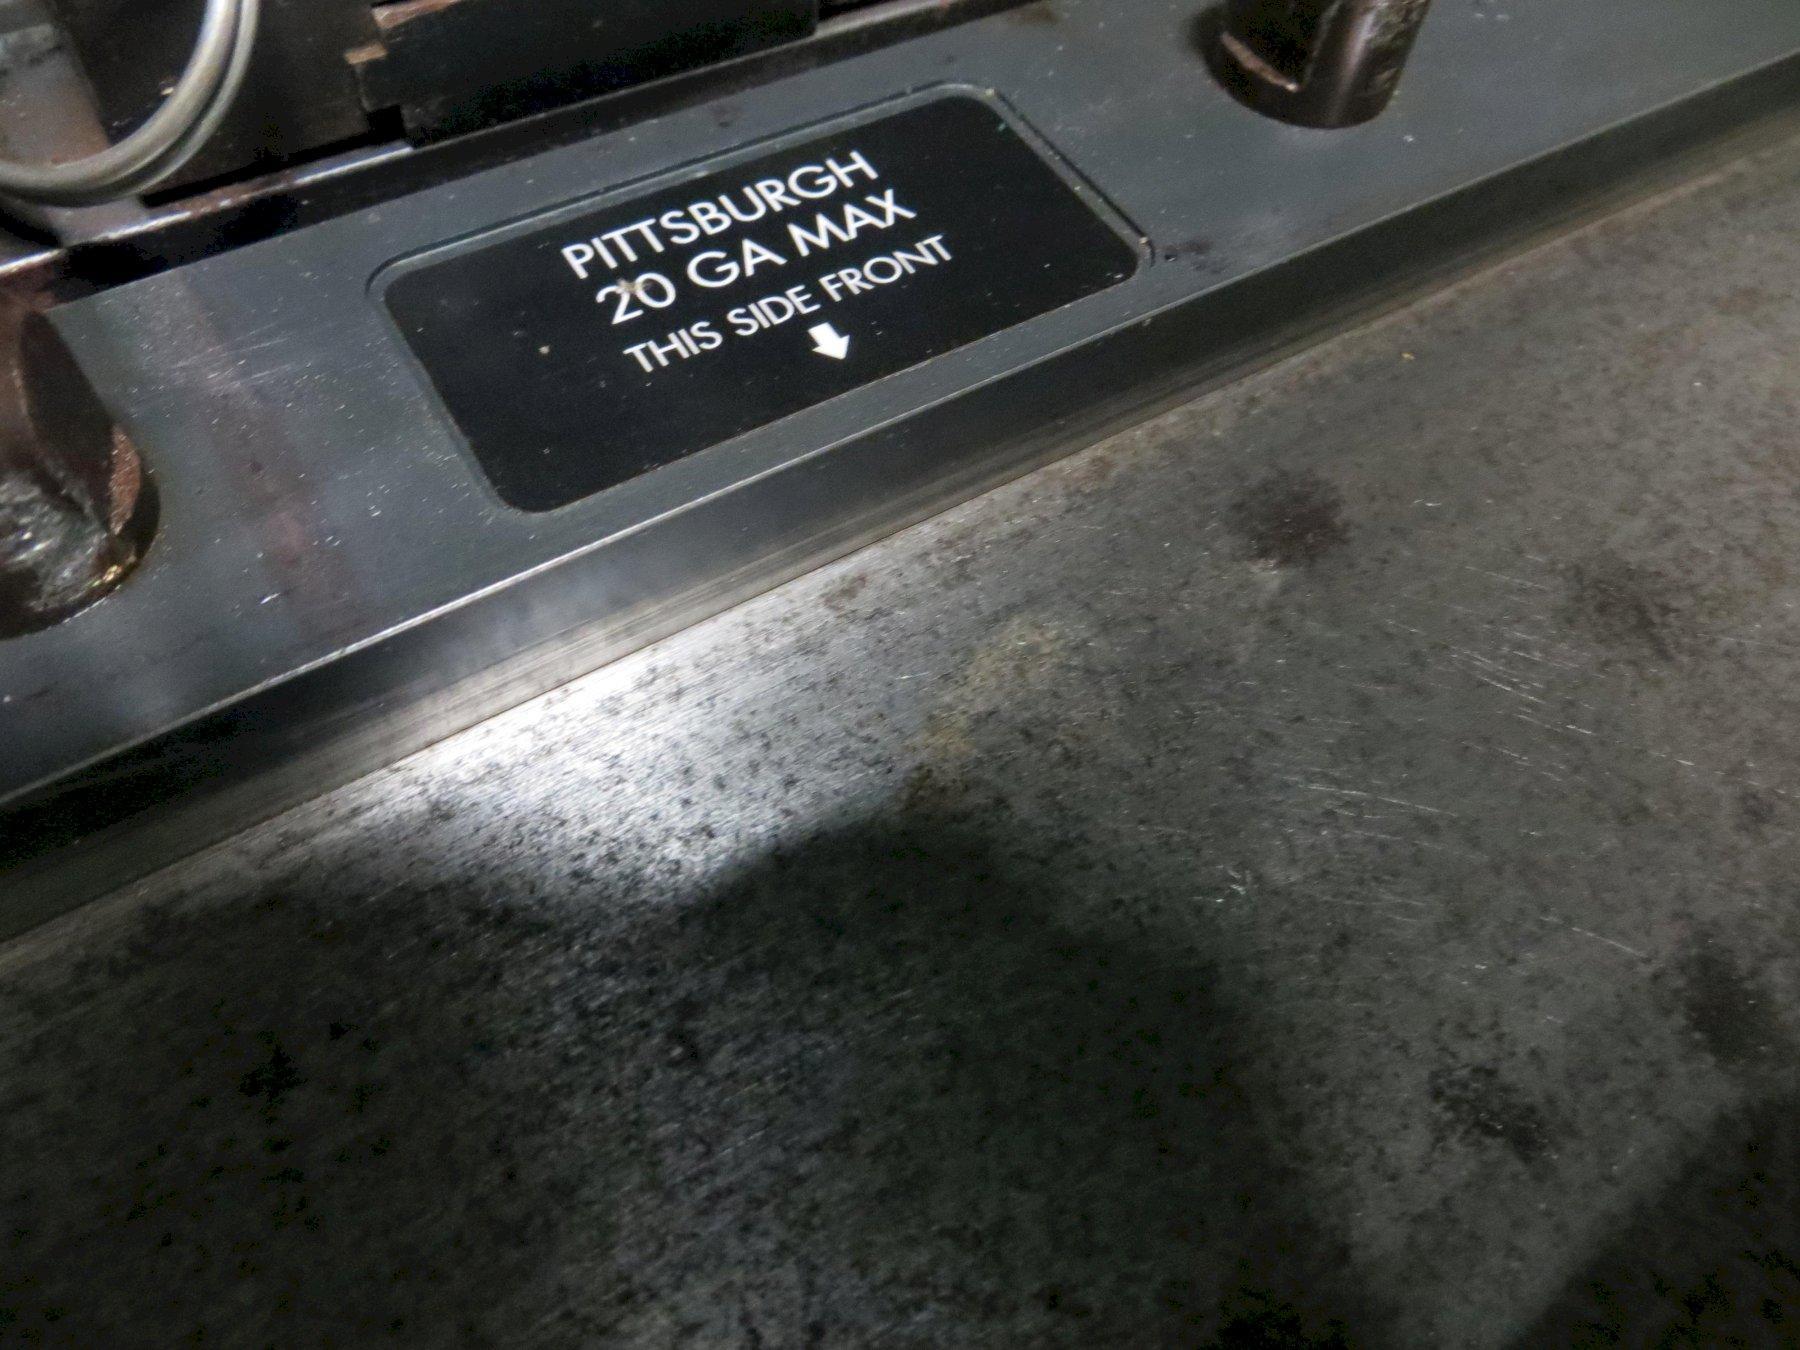 PITTSBURGH
20 GA MAX
THIS SIDE FRONT